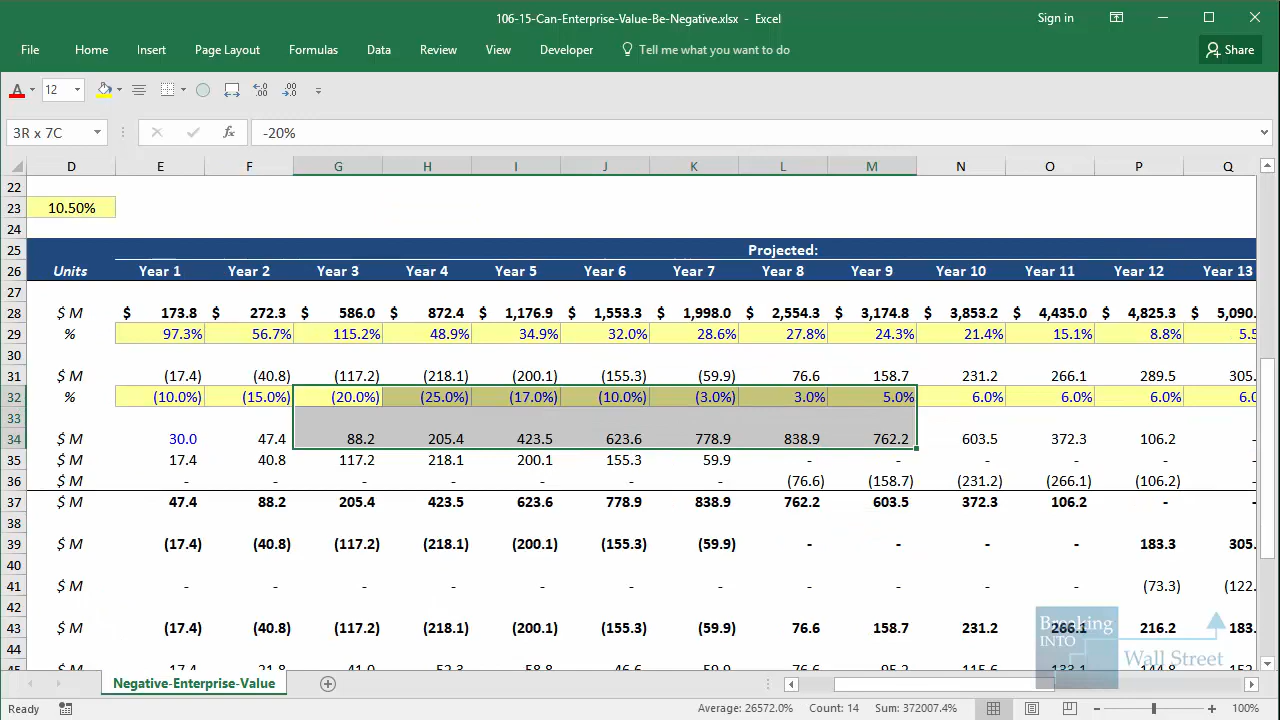 106-15-Can-Enterprise-Value-Be-Negative.xlsx - Excel
Sign in
File Home Insert Page Layout Formulas Data Review View Developer Tell me what you want to do Share
A 12
3R x 7C fx -20%
D E F G H I J K L M N O P Q
22
23 10.50%
24
25 Projected:
26 Units Year 1 Year 2 Year 3 Year 4 Year 5 Year 6 Year 7 Year 8 Year 9 Year 10 Year 11 Year 12 Year 13
27
28 $ M $ 173.8 $ 272.3 $ 586.0 $ 872.4 $ 1,176.9 $ 1,553.3 $ 1,998.0 $ 2,554.3 $ 3,174.8 $ 3,853.2 $ 4,435.0 $ 4,825.3 $ 5,090.
29 % 97.3% 56.7% 115.2% 48.9% 34.9% 32.0% 28.6% 27.8% 24.3% 21.4% 15.1% 8.8% 5.5
30
31 $ M (17.4) (40.8) (117.2) (218.1) (200.1) (155.3) (59.9) 76.6 158.7 231.2 266.1 289.5 305.
32 % (10.0%) (15.0%) (20.0%) (25.0%) (17.0%) (10.0%) (3.0%) 3.0% 5.0% 6.0% 6.0% 6.0% 6.0
33
34 $ M 30.0 47.4 88.2 205.4 423.5 623.6 778.9 838.9 762.2 603.5 372.3 106.2 -
35 $ M 17.4 40.8 117.2 218.1 200.1 155.3 59.9 - - - - - -
36 $ M - - - - - - - (76.6) (158.7) (231.2) (266.1) (106.2) -
37 $ M 47.4 88.2 205.4 423.5 623.6 778.9 838.9 762.2 603.5 372.3 106.2 - -
38
39 $ M (17.4) (40.8) (117.2) (218.1) (200.1) (155.3) (59.9) - - - - 183.3 305.
40
41 $ M - - - - - - - - - - - (73.3) (122.
42
43 $ M (17.4) (40.8) (117.2) (218.1) (200.1) (155.3) (59.9) 76.6 158.7 231.2 266.1 216.2 183.
Breaking
INTO
Wall Street
Negative-Enterprise-Value
Ready Average: 26572.0% Count: 14 Sum: 372007.4% 100%